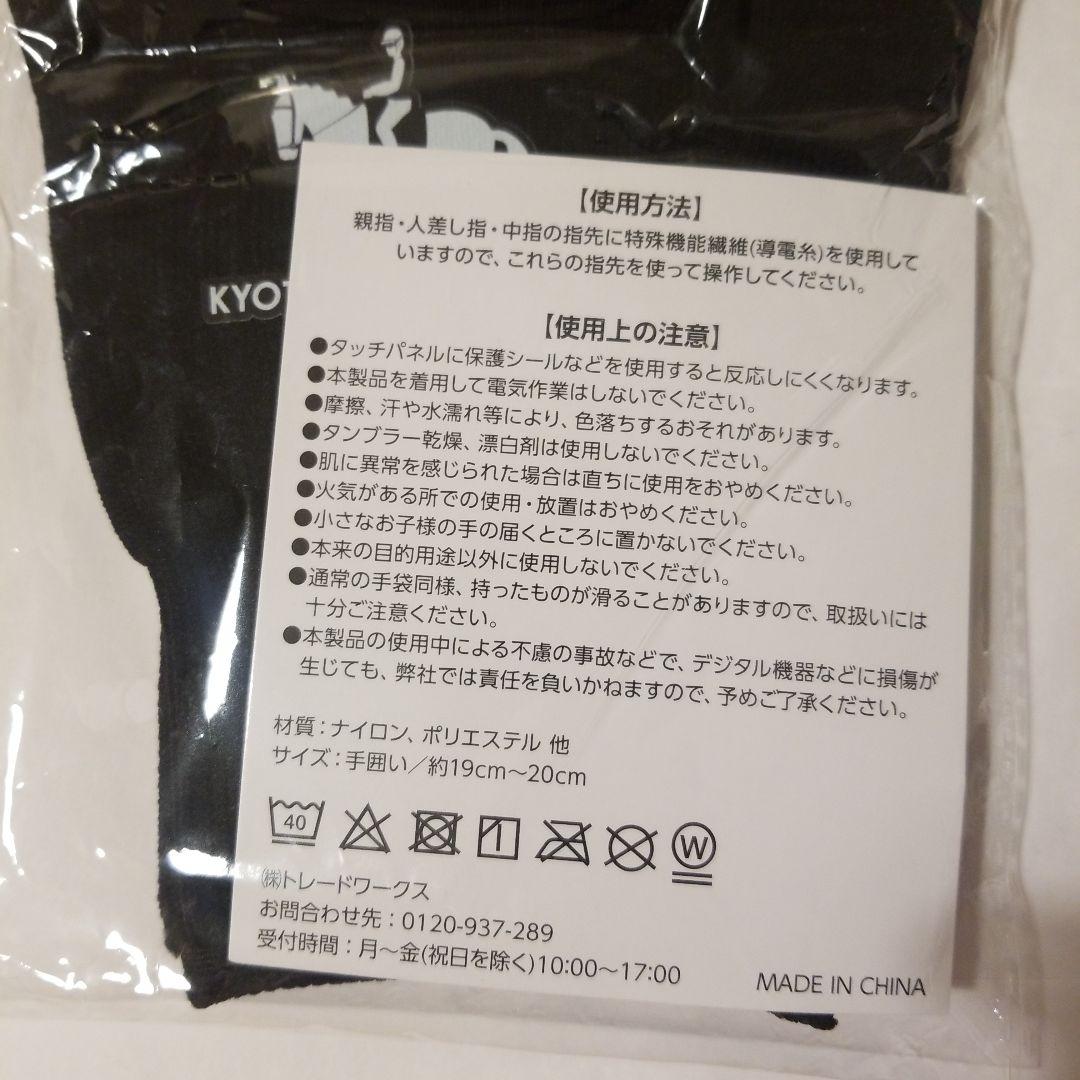 KYO
【使用方法】
親指・人差し指・中指の指先に特殊機能繊維(導電糸)を使用して
いますので、これらの指先を使って操作してください。
【使用上の注意】
●タッチパネルに保護シールなどを使用すると反応しにくくなります。
●本製品を着用して電気作業はしないでください。
●摩擦、汗や水濡れ等により、色落ちするおそれがあります。
●タンブラー乾燥、漂白剤は使用しないでください。
●肌に異常を感じられた場合は直ちに使用をおやめください。
●火気がある所での使用・放置はおやめください。
●小さなお子様の手の届くところに置かないでください。
●本来の目的用途以外に使用しないでください。
●通常の手袋同様、持ったものが滑ることがありますので、取扱いには
十分ご注意ください。
●本製品の使用中による不慮の事故などで、デジタル機器などに損傷が
生じても、弊社では責任を負いかねますので、予めご了承ください。
材質：ナイロン、ポリエステル 他
サイズ：手囲い／約19cm～20cm
40 W
㈱トレードワークス
お問合わせ先：0120-937-289
受付時間：月～金(祝日を除く)10:00～17:00
MADE IN CHINA